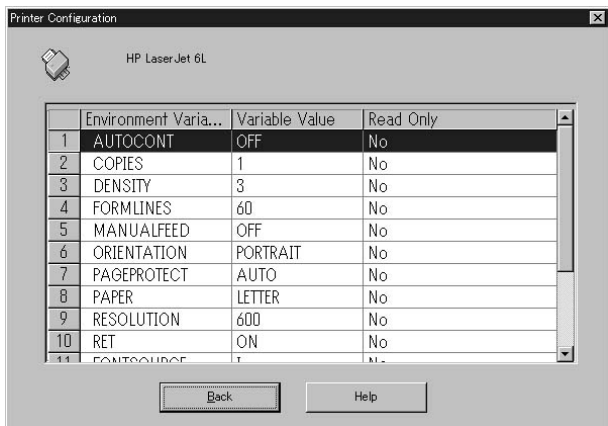 Printer Configuration
HP LaserJet 6L
Environment Varia... Variable Value Read Only
1 AUTOCONT OFF No
2 COPIES 1 No
3 DENSITY 3 No
4 FORMLINES 60 No
5 MANUALFEED OFF No
6 ORIENTATION PORTRAIT No
7 PAGEPROTECT AUTO No
8 PAPER LETTER No
9 RESOLUTION 600 No
10 RET ON No
11 FONTSOURCE I No
Back Help